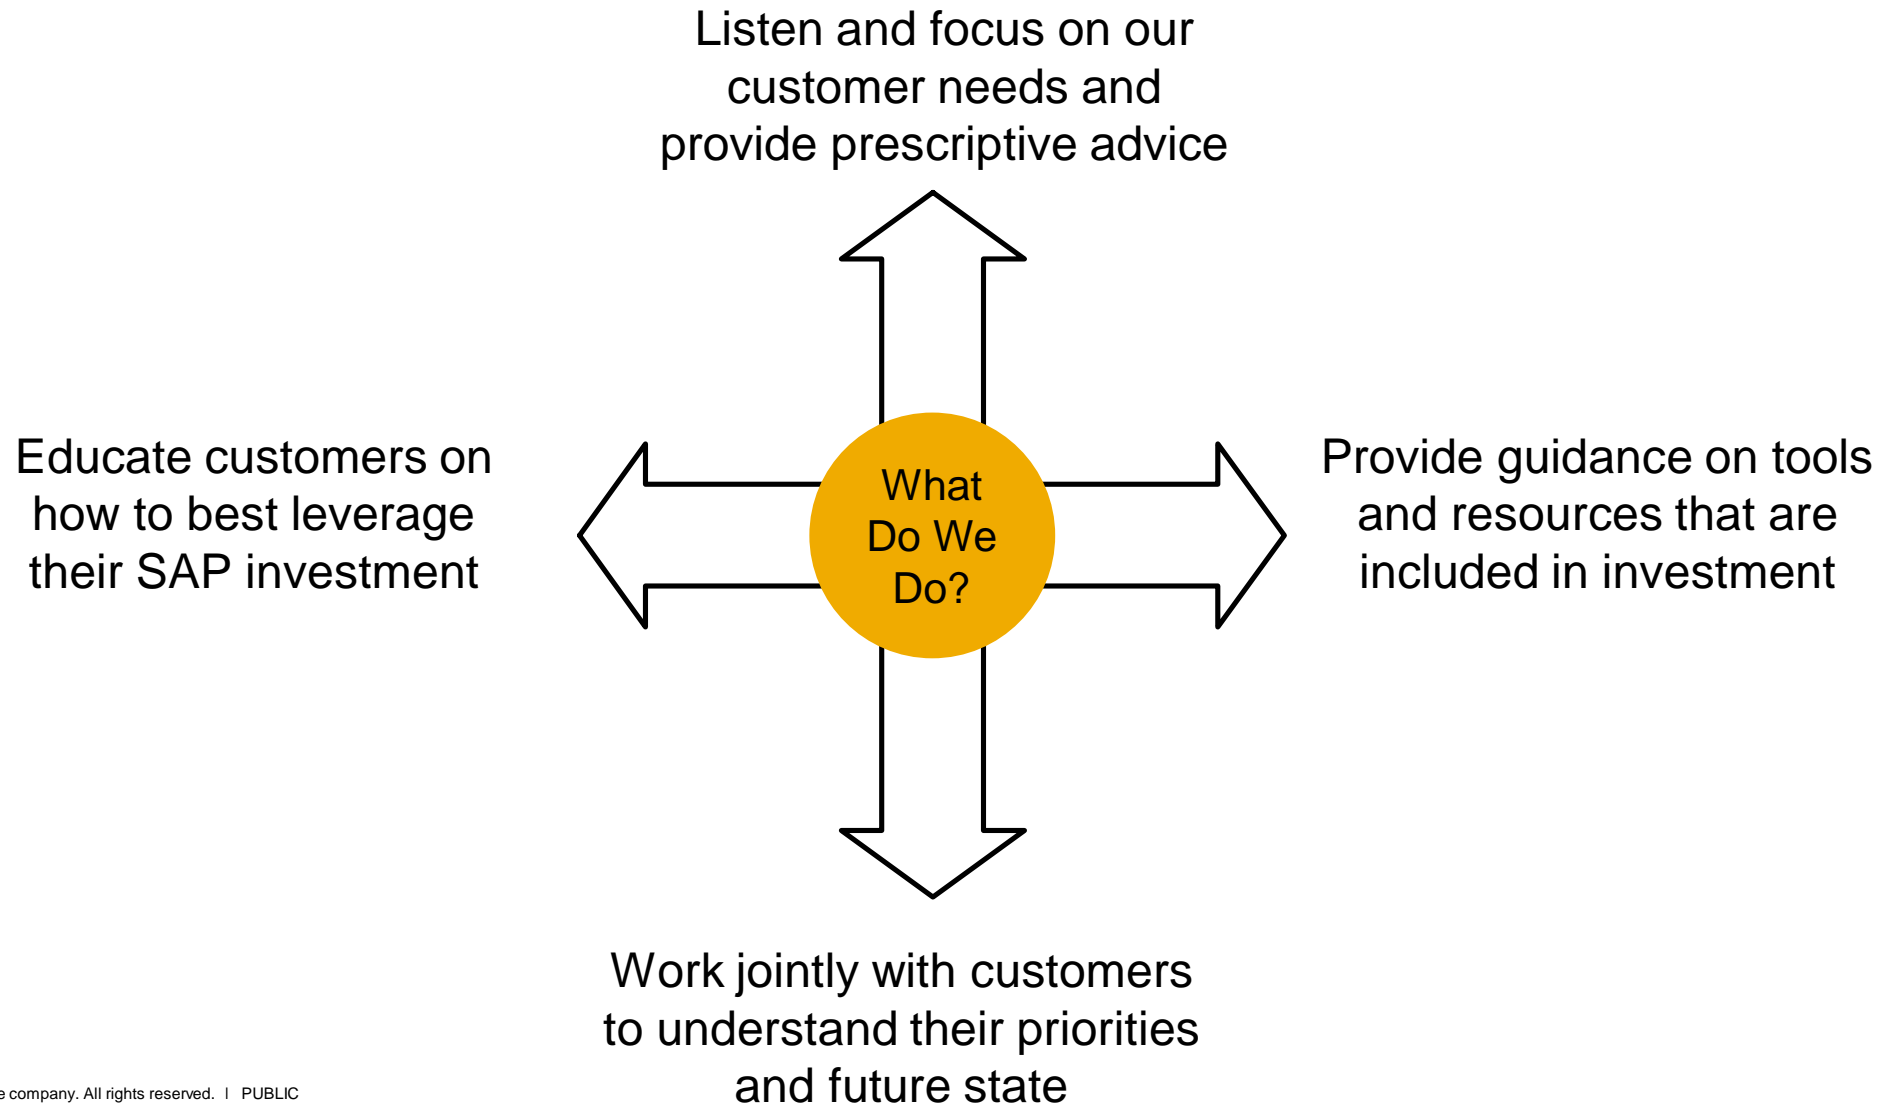 Listen and focus on our
customer needs and
provide prescriptive advice
Educate customers on
how to best leverage
their SAP investment
What
Do We
Do?
Provide guidance on tools
and resources that are
included in investment
Work jointly with customers
to understand their priorities
and future state
company. All rights reserved. ǀ PUBLIC